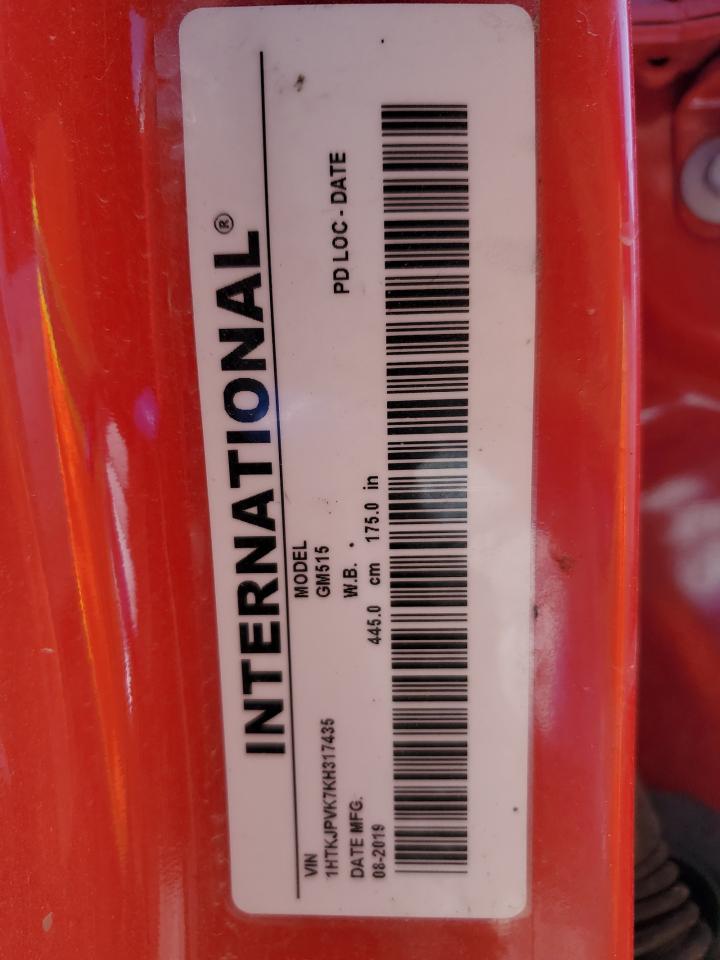 INTERNATIONAL®
VIN
1HTKJPVK7KH317435
MODEL
GM515
PD LOC - DATE
DATE MFG.
08-2019
W.B.
445.0 cm 175.0 in